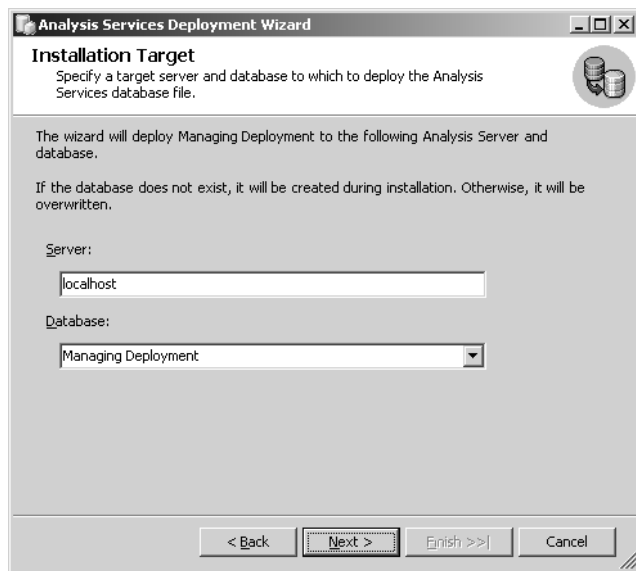 Analysis Services Deployment Wizard
Installation Target
Specify a target server and database to which to deploy the Analysis
Services database file.
The wizard will deploy Managing Deployment to the following Analysis Server and
database.
If the database does not exist, it will be created during installation. Otherwise, it will be
overwritten.
Server:
localhost
Database:
Managing Deployment
< Back
Next >
Finish >>|
Cancel